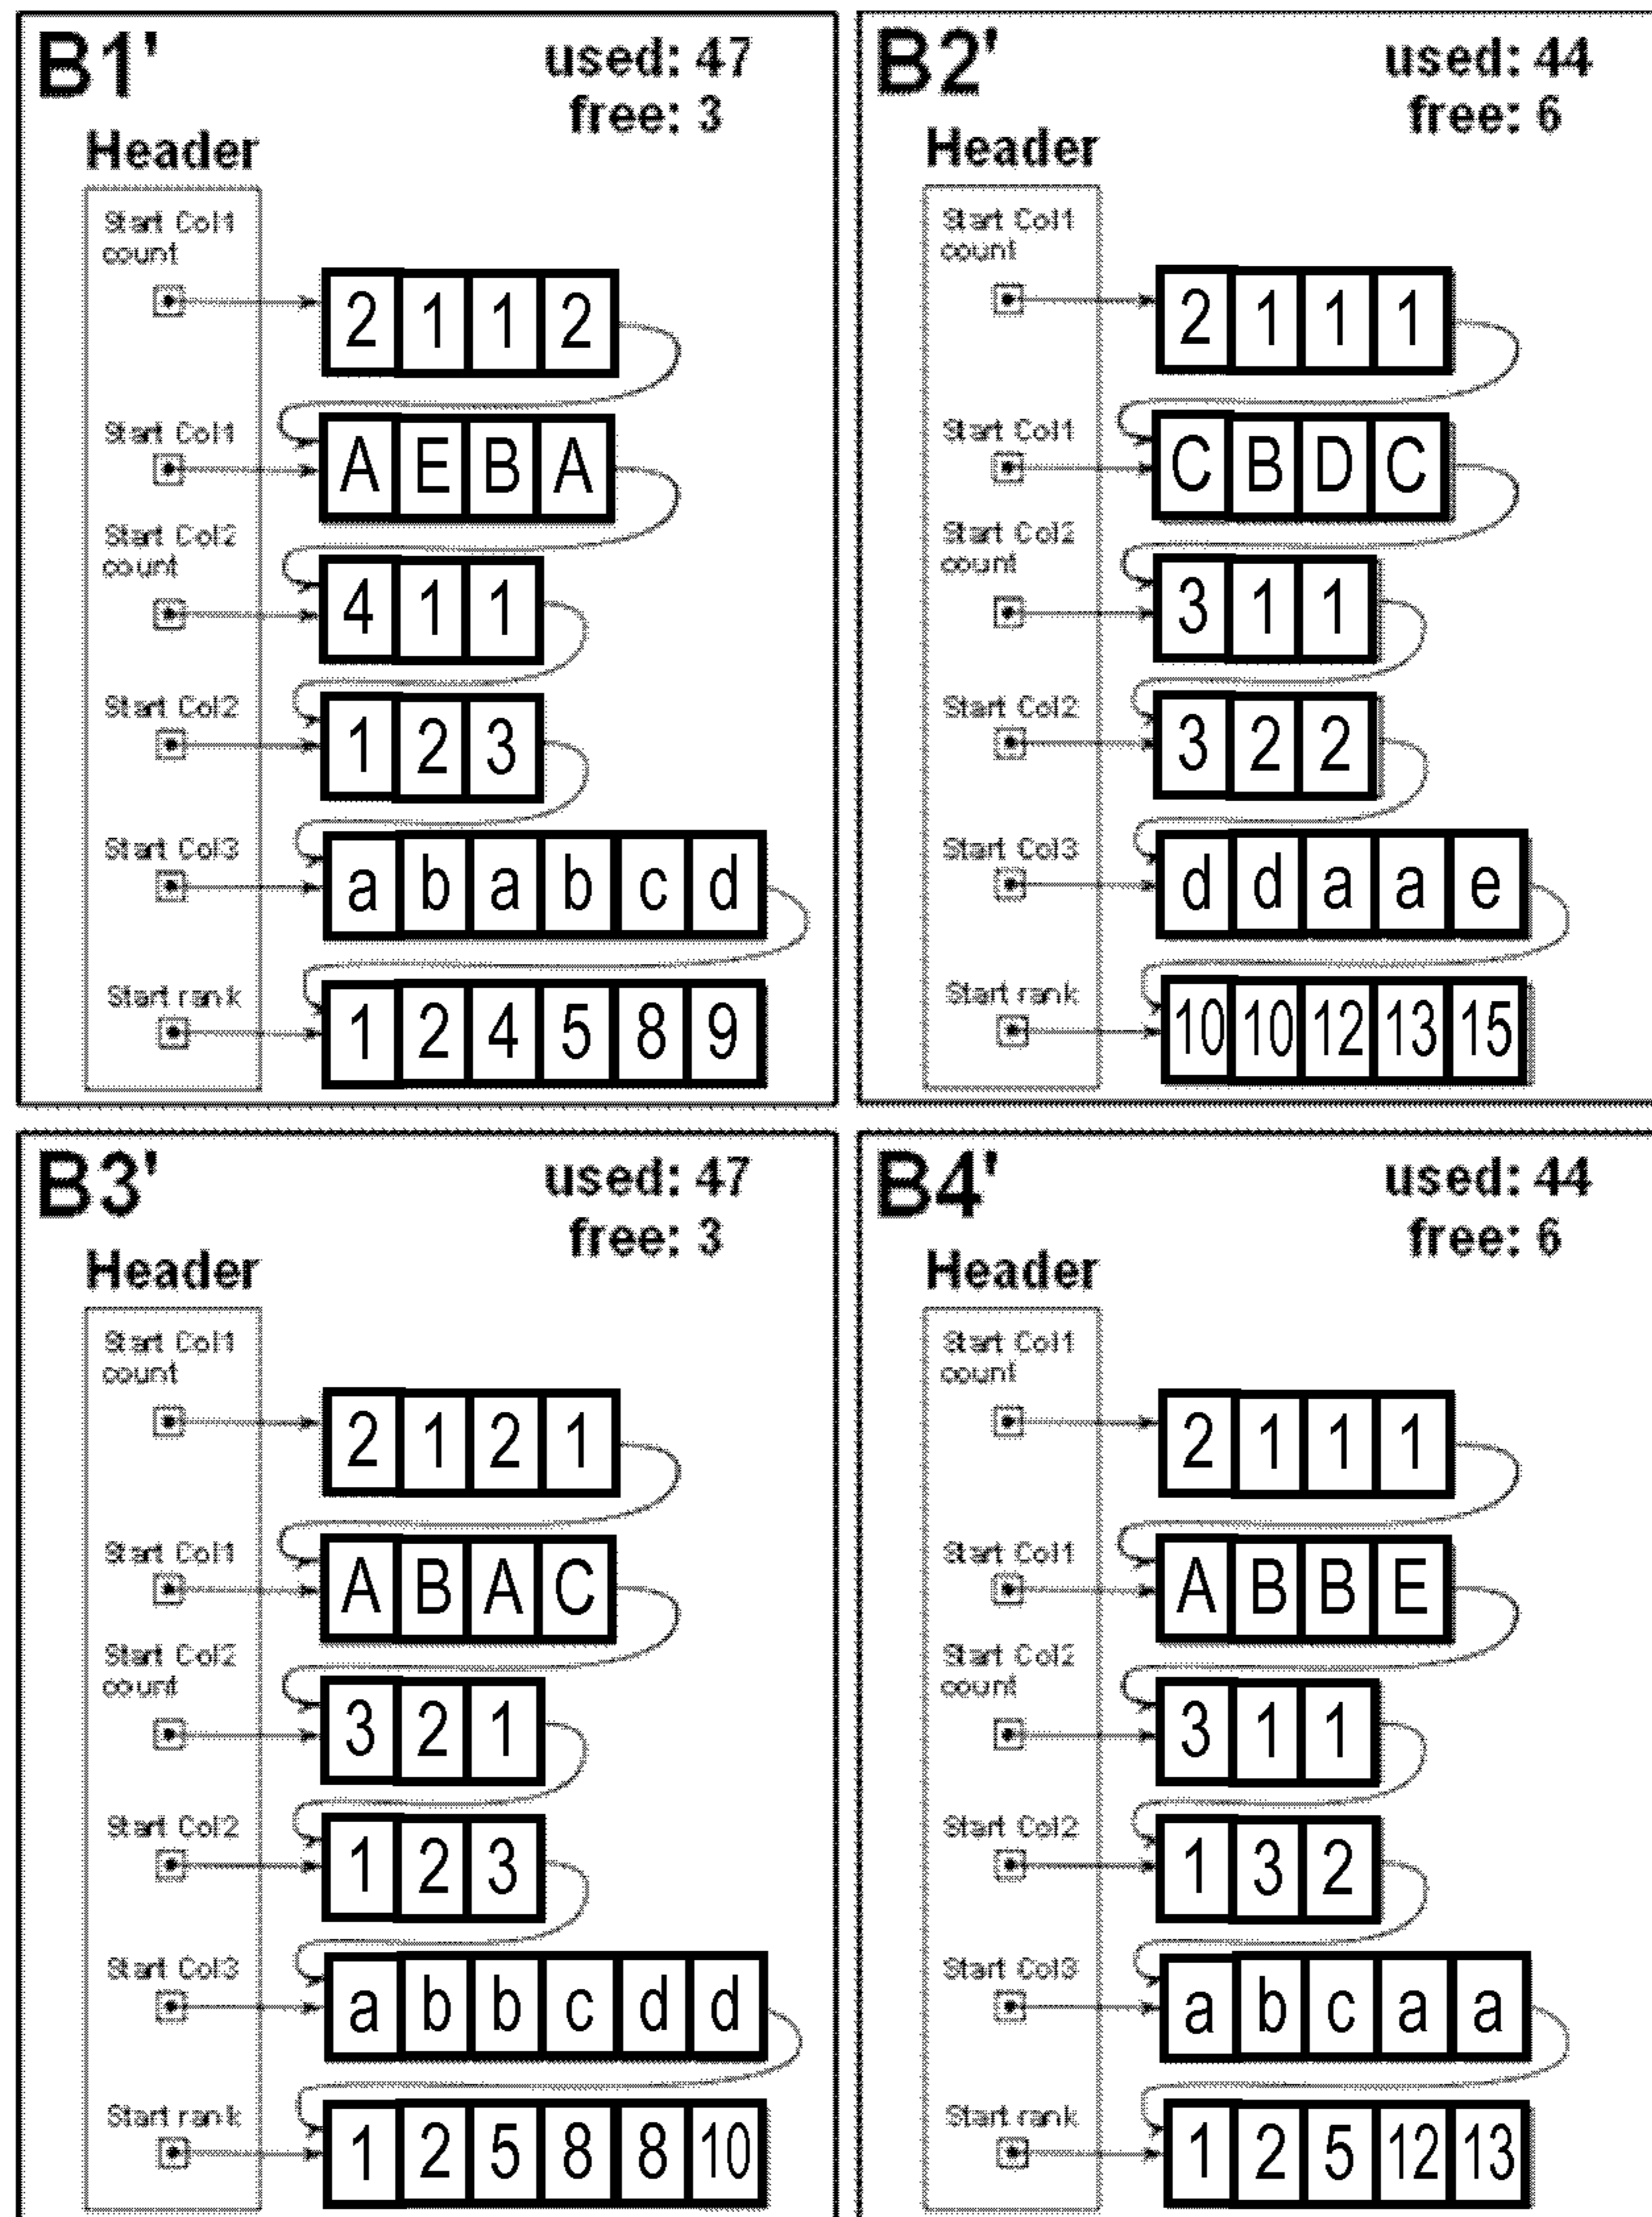 B1'
used: 47
free: 3
Header
Start Col1
count
2 1 1 2
Start Col1
A E B A
Start Col2
count
4 1 1
Start Col2
1 2 3
Start Col3
a b a b c d
Start rank
1 2 4 5 8 9
B2'
used: 44
free: 6
Header
Start Col1
count
2 1 1 1
Start Col1
C B D C
Start Col2
count
3 1 1
Start Col2
3 2 2
Start Col3
d d a a e
Start rank
10 10 12 13 15
B3'
used: 47
free: 3
Header
Start Col1
count
2 1 2 1
Start Col1
A B A C
Start Col2
count
3 2 1
Start Col2
1 2 3
Start Col3
a b b c d d
Start rank
1 2 5 8 8 10
B4'
used: 44
free: 6
Header
Start Col1
count
2 1 1 1
Start Col1
A B B E
Start Col2
count
3 1 1
Start Col2
1 3 2
Start Col3
a b c a a
Start rank
1 2 5 12 13